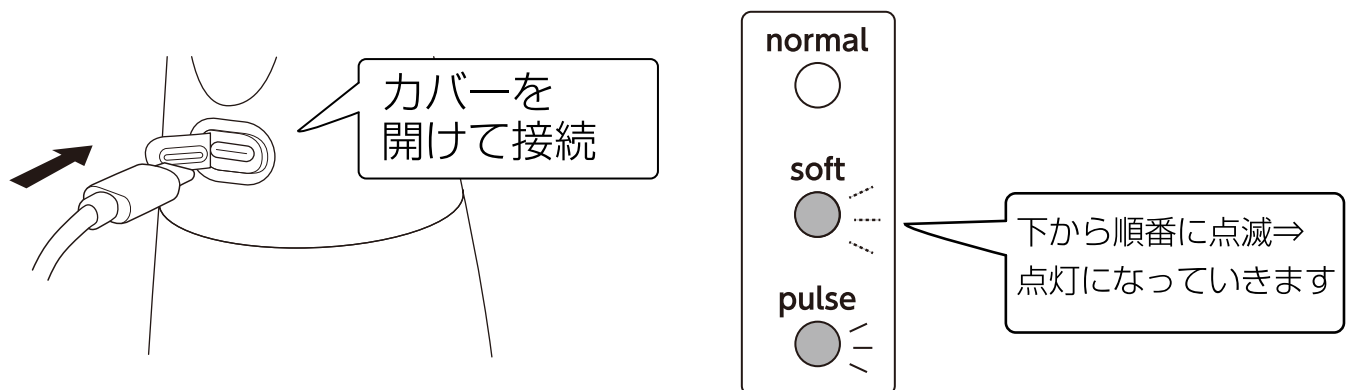 カバーを
開けて接続
normal
soft
pulse
下から順番に点滅⇒
点灯になっていきます